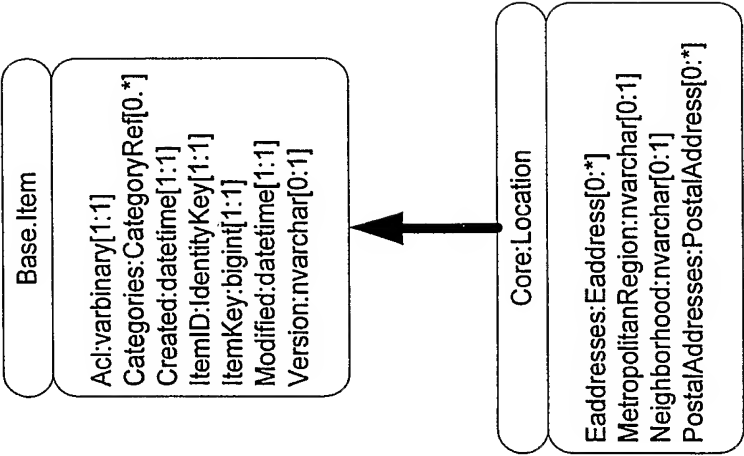 Base.Item
Acl:varbinary[1:1]
Categories:CategoryRef[0.*]
Created:datetime[1:1]
ItemID:IdentityKey[1:1]
ItemKey:bigint[1:1]
Modified:datetime[1:1]
Version:nvarchar[0:1]
Core:Location
Eaddresses:Eaddress[0:*]
MetropolitanRegion:nvarchar[0:1]
Neighborhood:nvarchar[0:1]
PostalAddresses:PostalAddress[0:*]